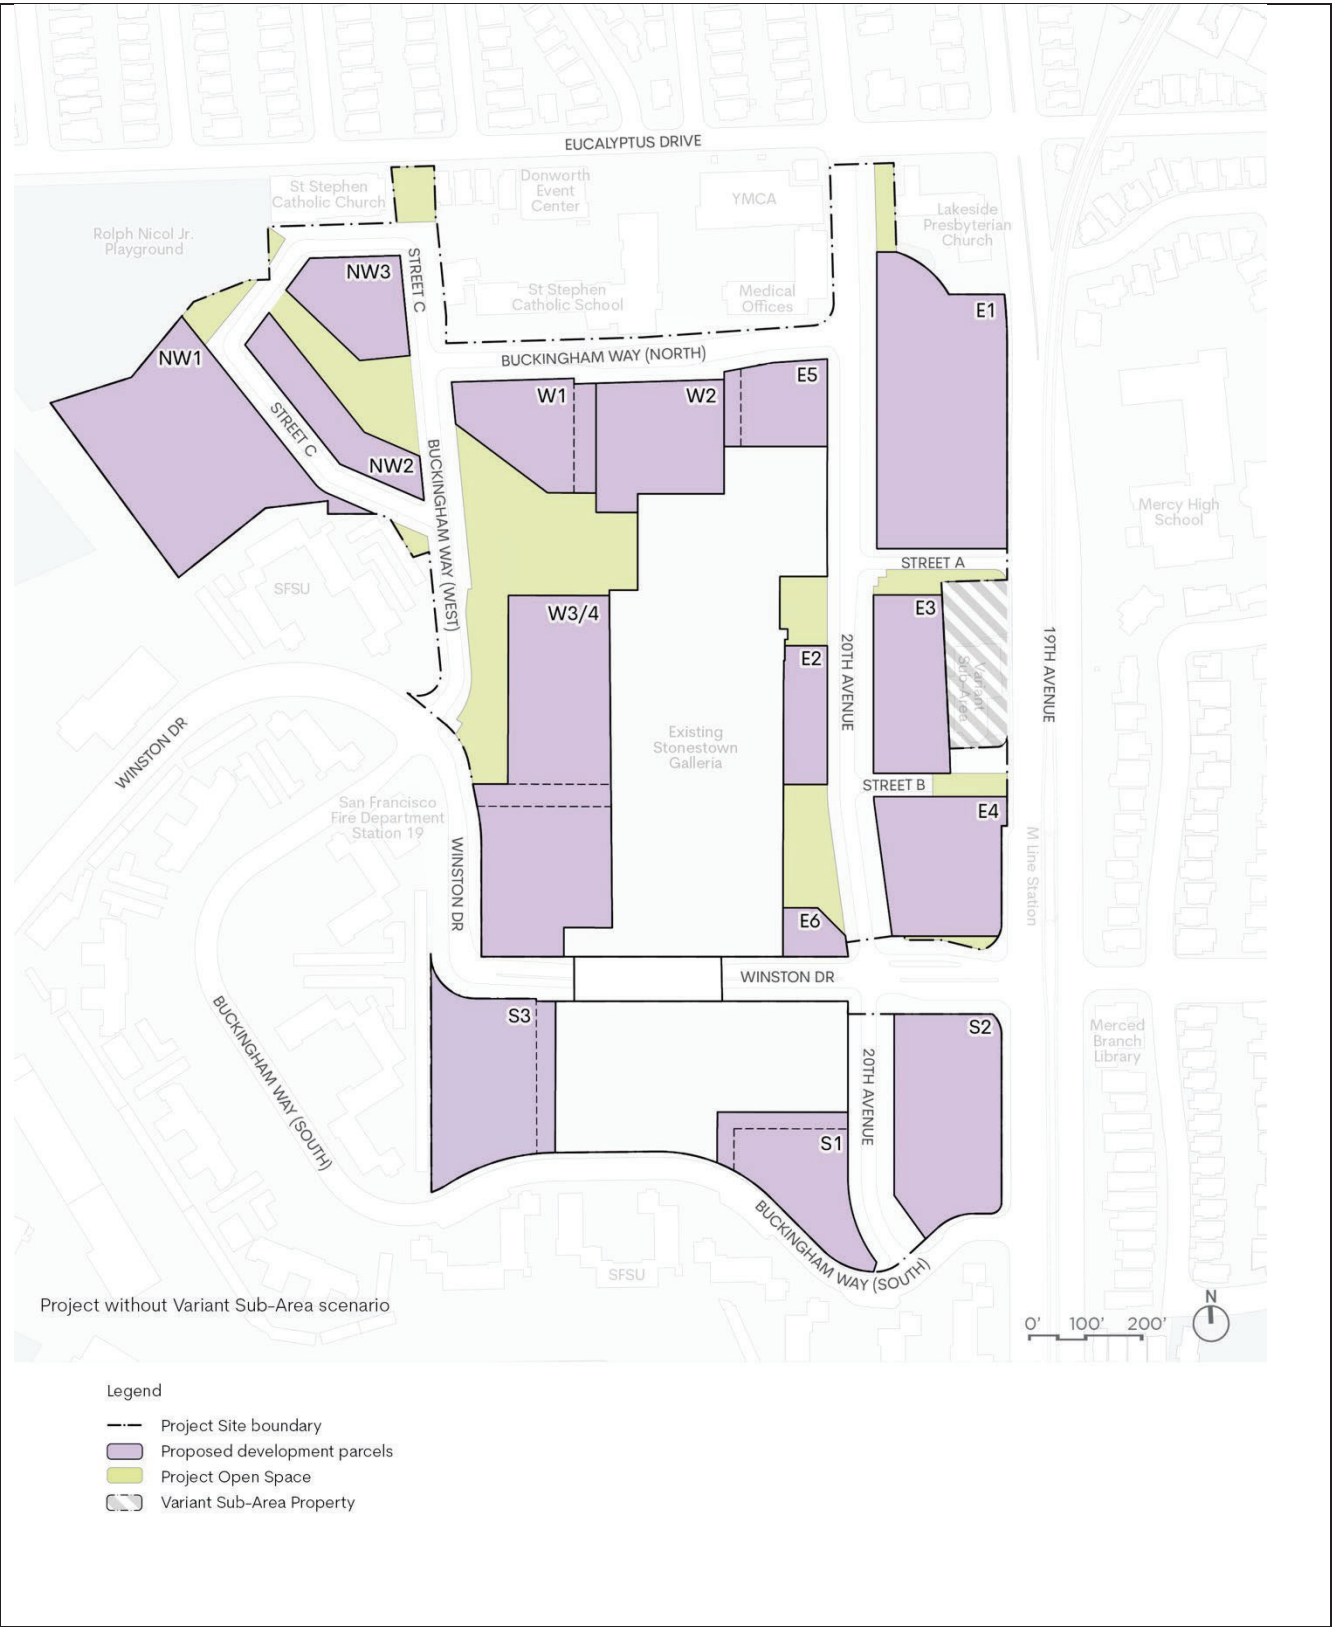 EUCALYPTUS DRIVE
St Stephen
Catholic Church
Donworth
Event
Center
YMCA
Lakeside
Presbyterian
Church
Rolph Nicol Jr.
Playground
NW3
STREET C
St Stephen
Catholic School
Medical
Offices
E1
NW1
BUCKINGHAM WAY (NORTH)
E5
W1
W2
STREET C
NW2
BUCKINGHAM WAY (WEST)
Mercy High
School
STREET A
SFSU
W3/4
E3
E2
20TH AVENUE
Variant
Sub-Area
19TH AVENUE
WINSTON DR
Existing
Stonestown
Galleria
STREET B
San Francisco
Fire Department
Station 19
E4
WINSTON DR
M Line Station
E6
WINSTON DR
S3
S2
BUCKINGHAM WAY (SOUTH)
20TH AVENUE
Merced
Branch
Library
S1
BUCKINGHAM WAY (SOUTH)
SFSU
Project without Variant Sub-Area scenario
N
0' 100' 200'
Legend
Project Site boundary
Proposed development parcels
Project Open Space
Variant Sub-Area Property